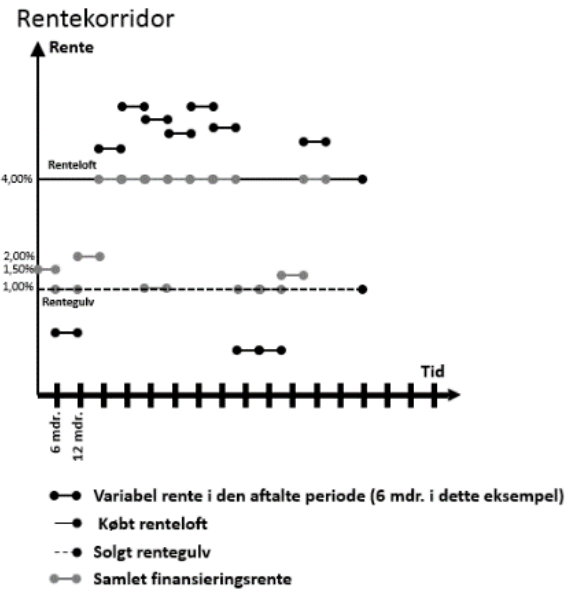 Rentekorridor
Rente
Renteloft
4,00%
2,00%
1,50%
1,00%
Rentegulv
Tid
6 mdr.
12 mdr.
Variabel rente i den aftalte periode (6 mdr. i dette eksempel)
Købt renteloft
Solgt rentegulv
Samlet finansieringsrente